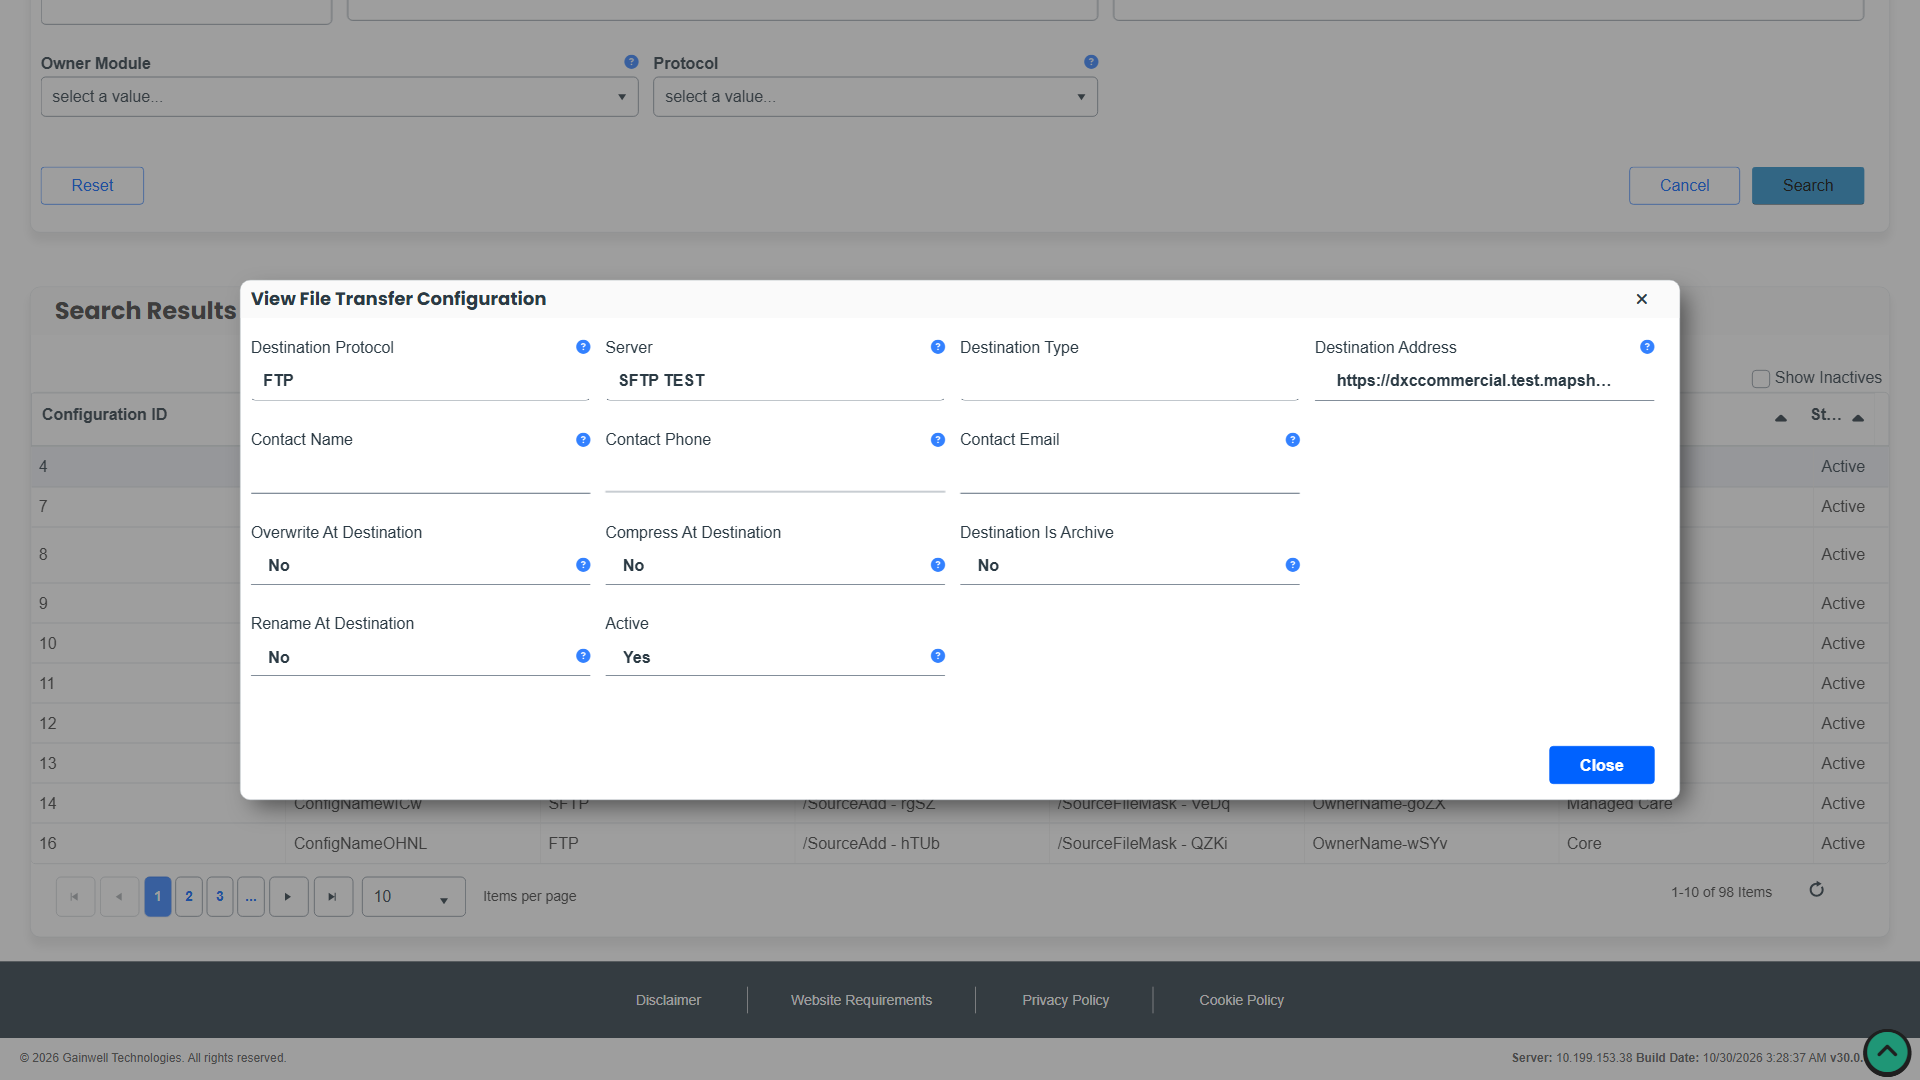 Owner Module
Protocol
select a value...
select a value...
Reset
Cancel
Search
Search Results
View File Transfer Configuration
Destination Protocol
Server
Destination Type
Destination Address
FTP
SFTP TEST
https://dxccommercial.test.mapsh...
Contact Name
Contact Phone
Contact Email
Overwrite At Destination
Compress At Destination
Destination Is Archive
No
No
No
Rename At Destination
Active
No
Yes
Close
Show Inactives
Configuration ID
St...
4 Active
7 Active
8 Active
9 Active
10 Active
11 Active
12 Active
13 Active
14 ConfigNamewfCw SFTP /SourceAdd - rgSZ /SourceFileMask - VeDq OwnerName-goZX Managed Care Active
16 ConfigNameOHNL FTP /SourceAdd - hTUb /SourceFileMask - QZKi OwnerName-wSYv Core Active
1 2 3 ... 10 Items per page
1-10 of 98 Items
Disclaimer
Website Requirements
Privacy Policy
Cookie Policy
© 2026 Gainwell Technologies. All rights reserved.
Server: 10.199.153.38 Build Date: 10/30/2026 3:28:37 AM v30.0.